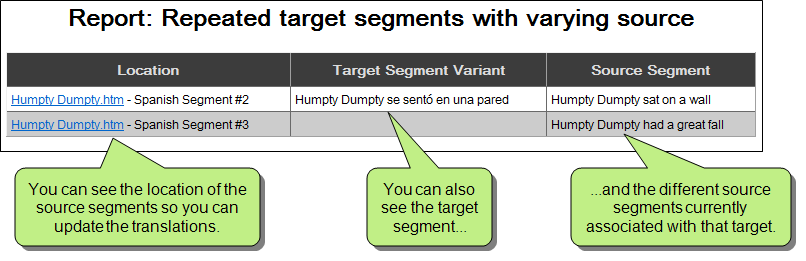 Report: Repeated target segments with varying source
Location Target Segment Variant Source Segment
Humpty Dumpty.htm - Spanish Segment #2 Humpty Dumpty se sentó en una pared Humpty Dumpty sat on a wall
Humpty Dumpty.htm - Spanish Segment #3 Humpty Dumpty had a great fall
You can see the location of the
source segments so you can
update the translations.
You can also
see the target
segment...
...and the different source
segments currently
associated with that target.